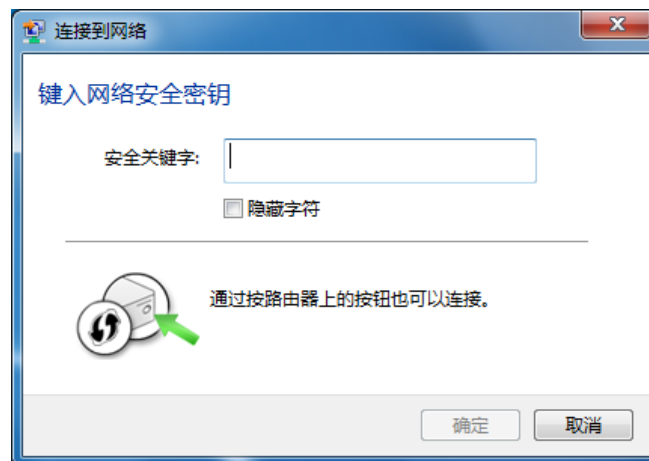 连接到网络
键入网络安全密钥
安全关键字:
隐藏字符
通过按路由器上的按钮也可以连接。
确定
取消